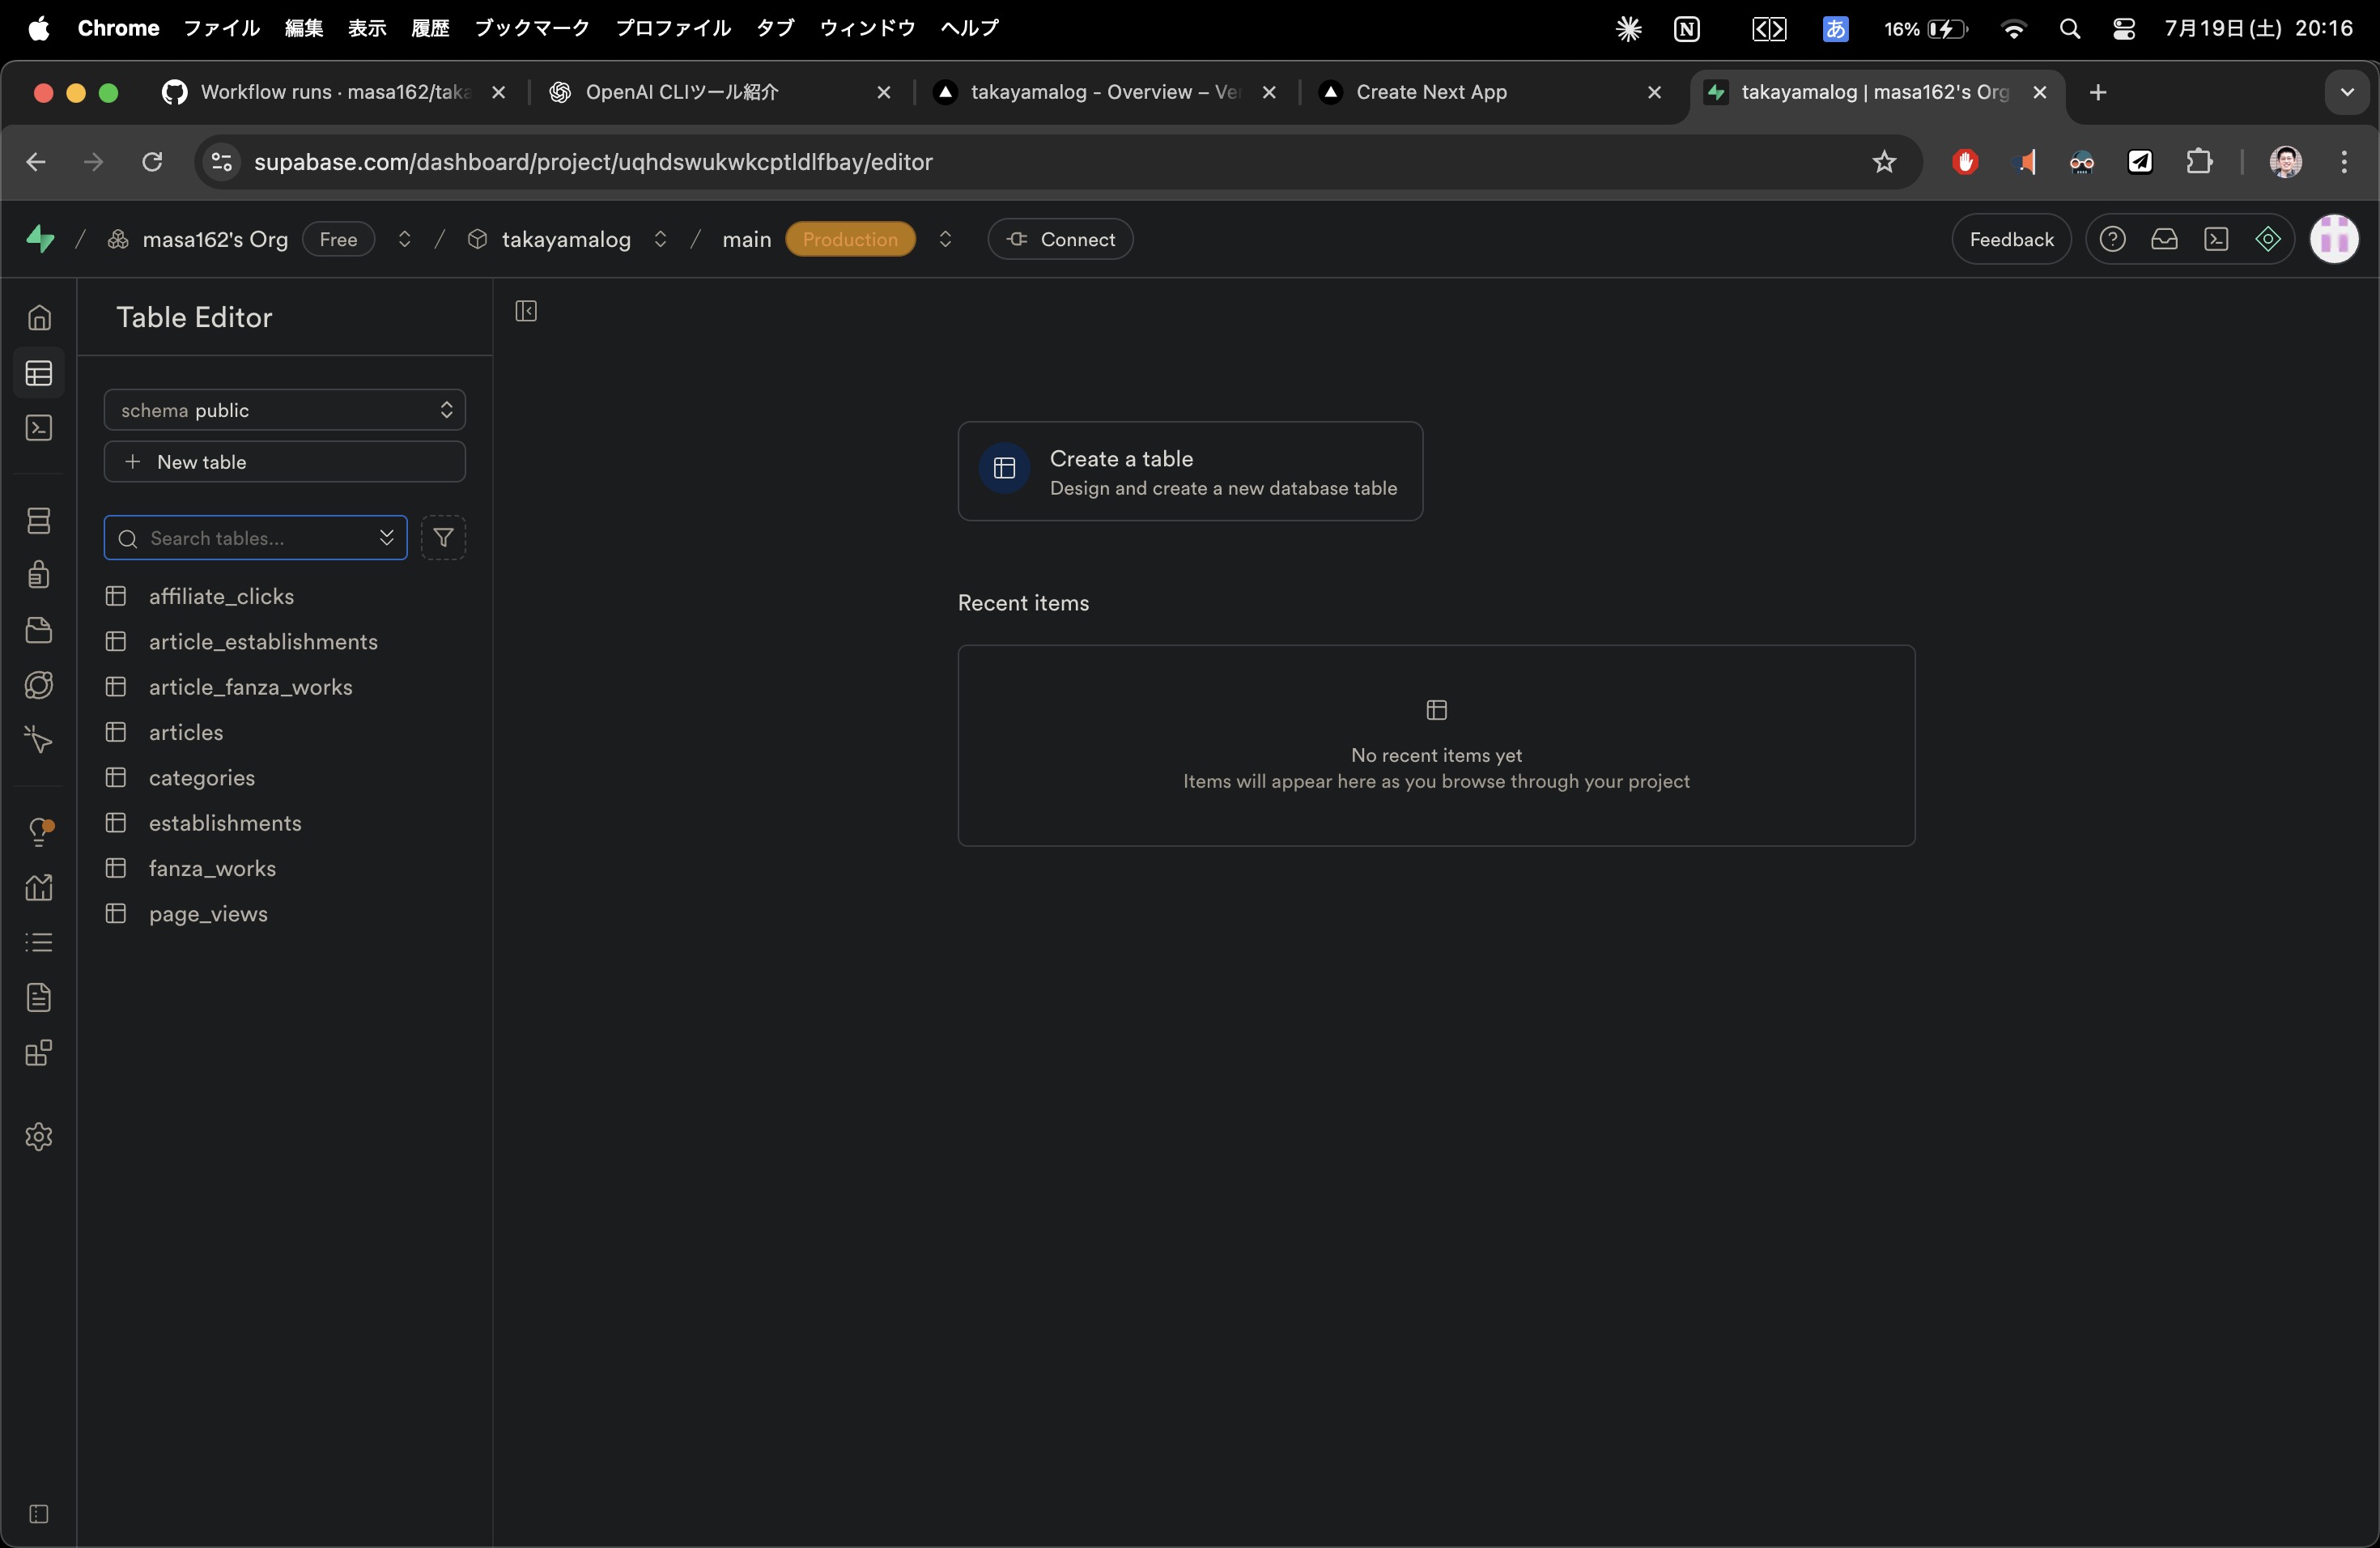 Chrome ファイル 編集 表示 履歴 ブックマーク プロファイル タブ ウィンドウ ヘルプ N あ 16% 7月19日(土) 20:16
Workflow runs · masa162/taka OpenAI CLIツール紹介 takayamalog - Overview – Ve Create Next App takayamalog | masa162's Org
supabase.com/dashboard/project/uqhdswukwkcptldlfbay/editor
/ masa162's Org Free / takayamalog / main Production Connect Feedback
Table Editor
schema public
New table
Search tables...
affiliate_clicks
article_establishments
article_fanza_works
articles
categories
establishments
fanza_works
page_views
Create a table
Design and create a new database table
Recent items
No recent items yet
Items will appear here as you browse through your project